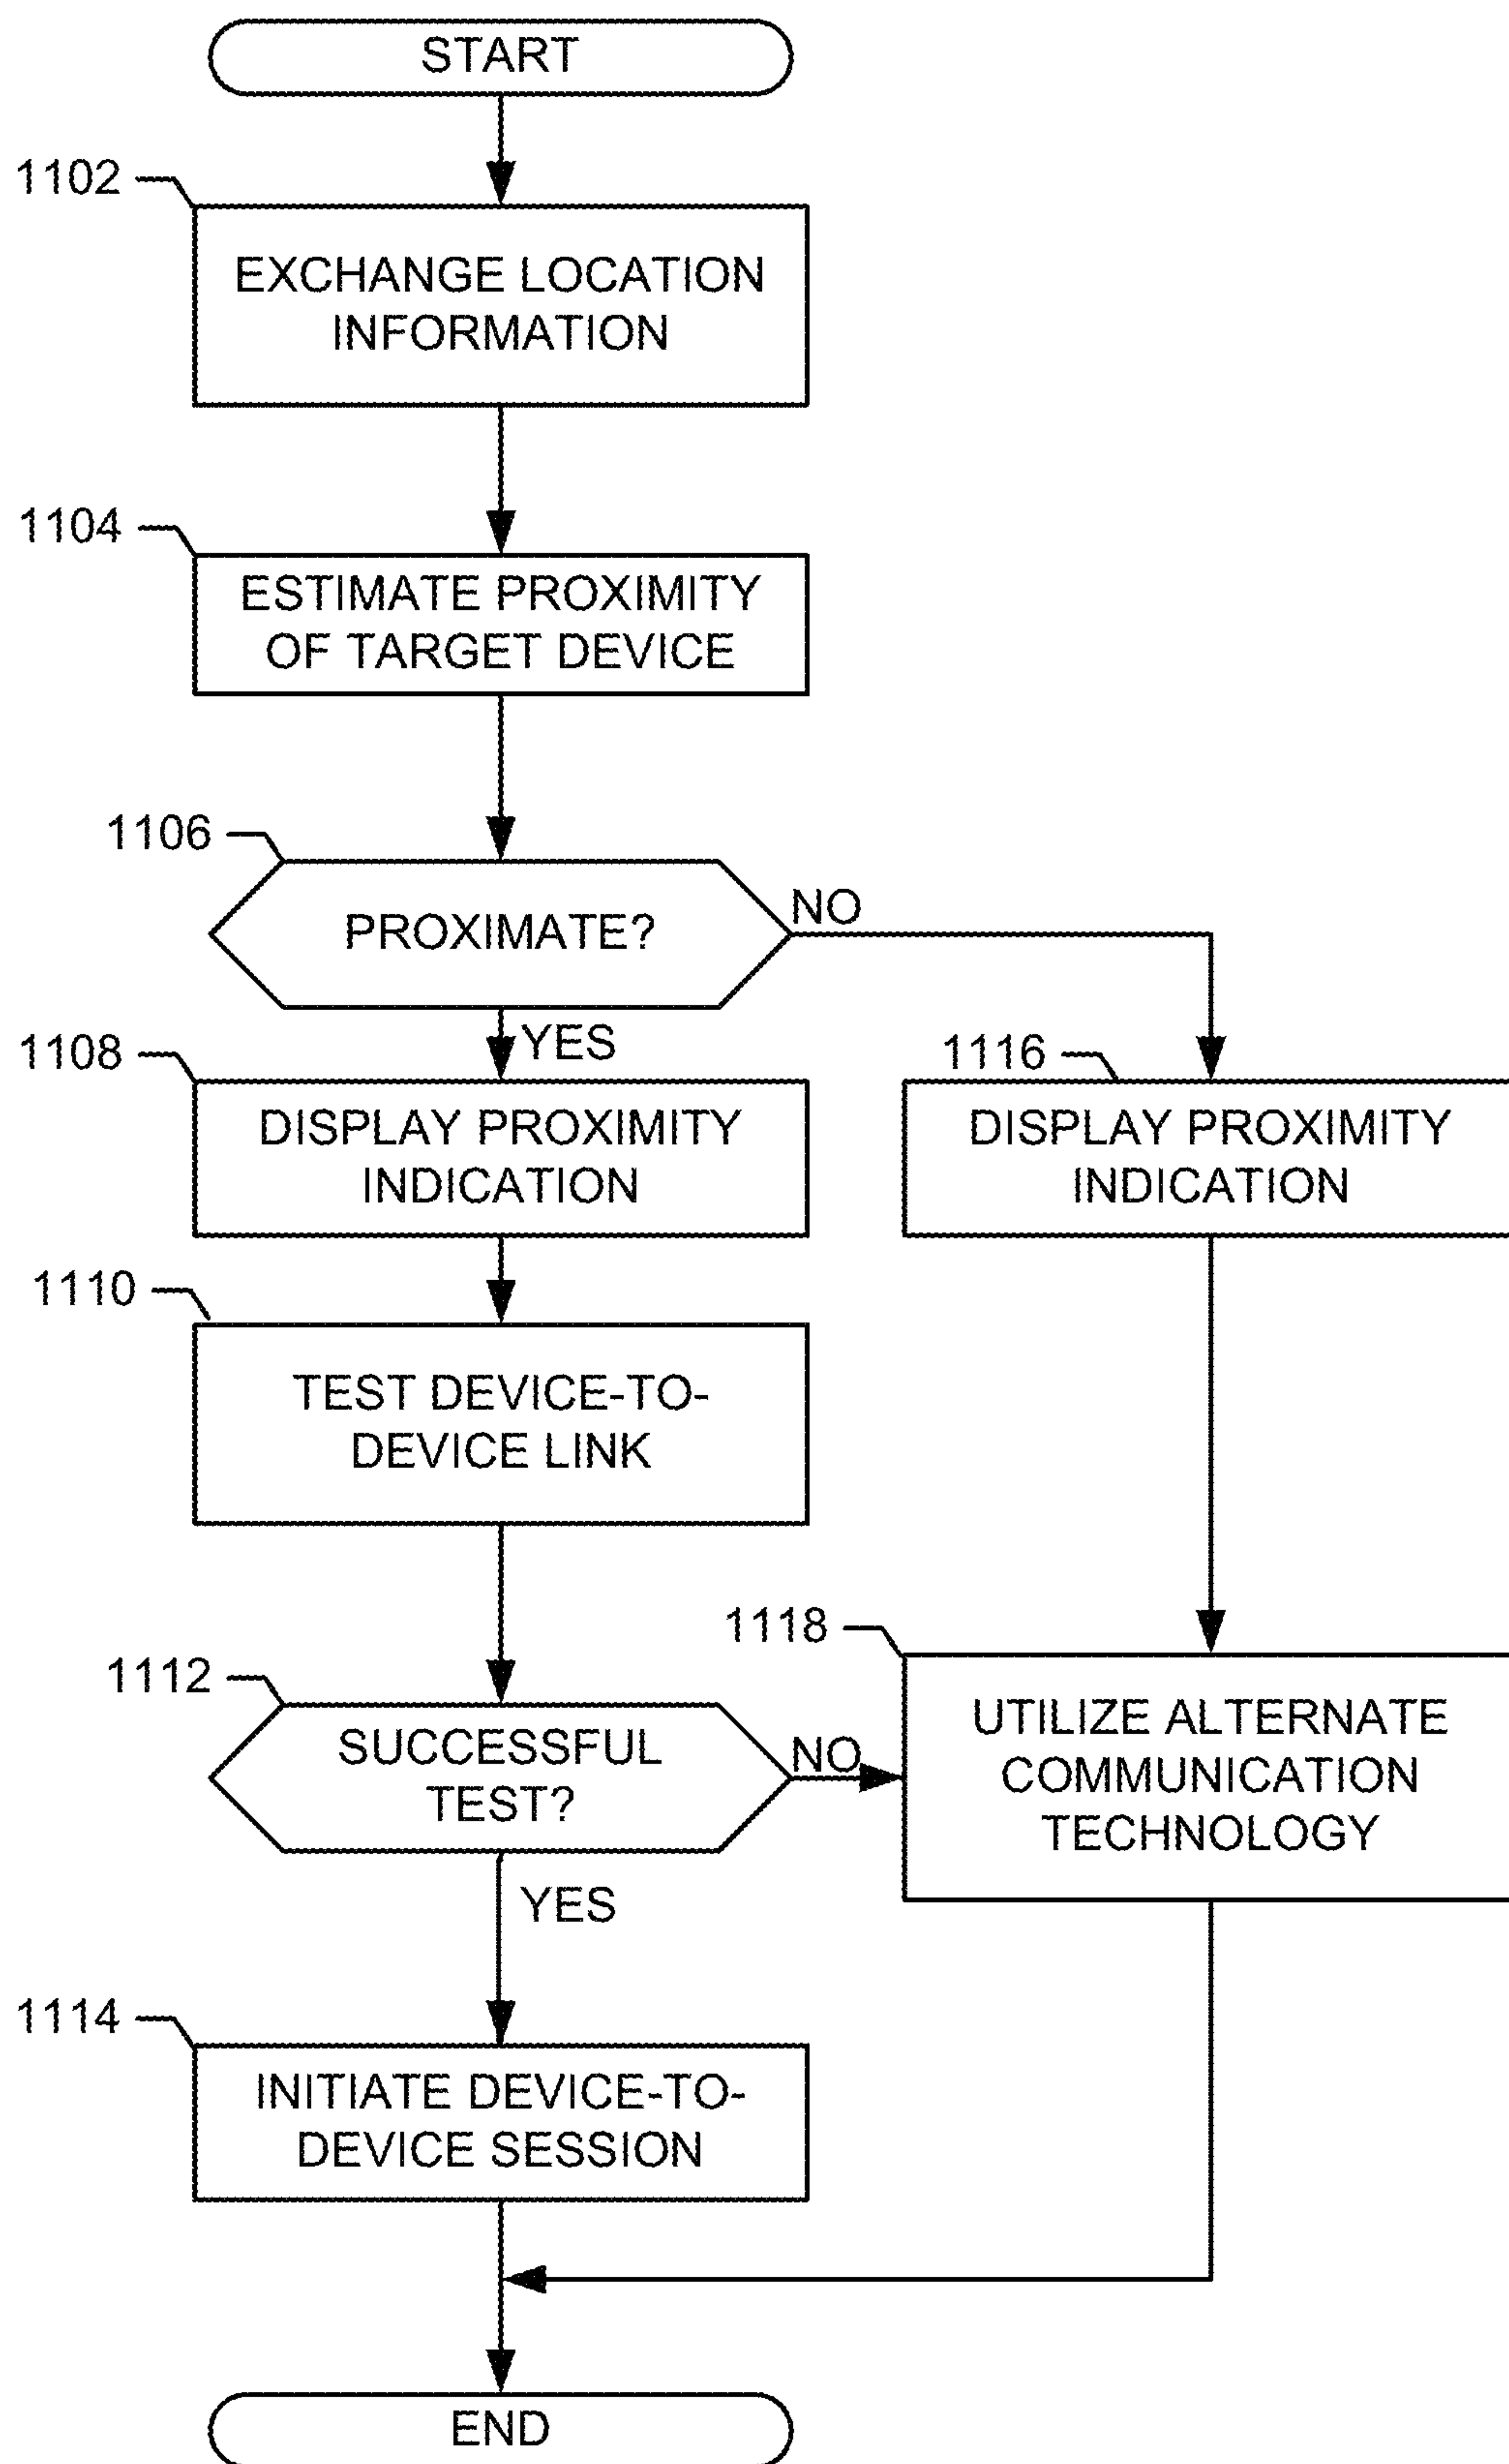 START
1102
EXCHANGE LOCATION
INFORMATION
1104
ESTIMATE PROXIMITY
OF TARGET DEVICE
1106
PROXIMATE?
NO
YES
1108
DISPLAY PROXIMITY
INDICATION
1116
DISPLAY PROXIMITY
INDICATION
1110
TEST DEVICE-TO-
DEVICE LINK
1112
SUCCESSFUL
TEST?
NO
YES
1118
UTILIZE ALTERNATE
COMMUNICATION
TECHNOLOGY
1114
INITIATE DEVICE-TO-
DEVICE SESSION
END